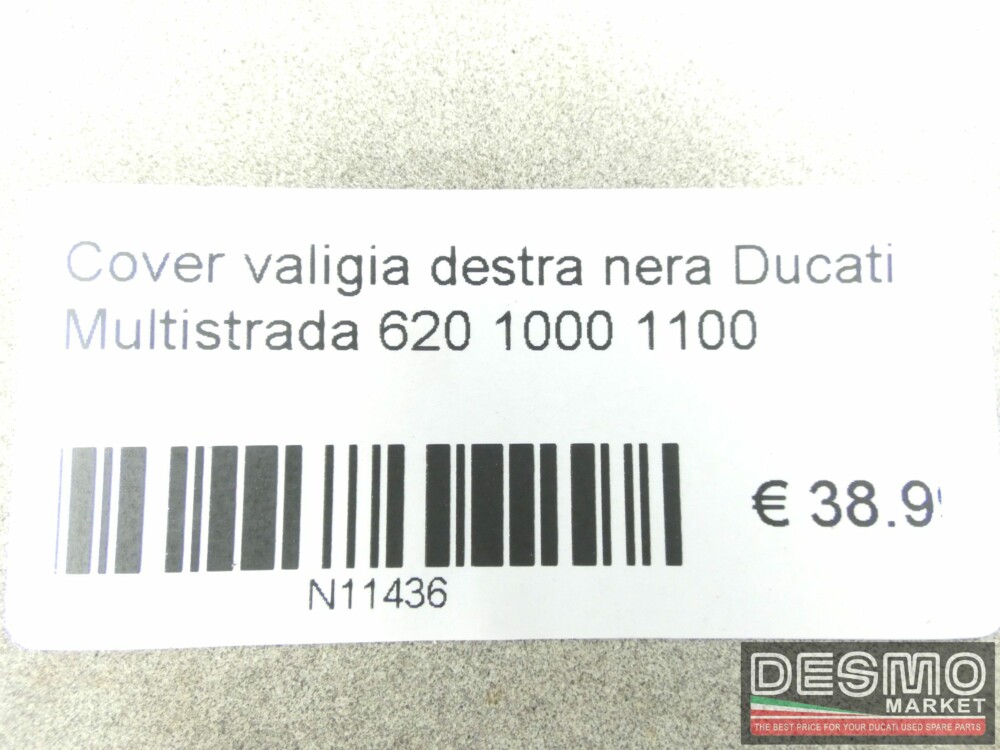 Cover valigia destra nera Ducati
Multistrada 620 1000 1100
€ 38.9
N11436
DESMO
MARKET
THE BEST PRICE FOR YOUR DUCATI USED SPARE PARTS